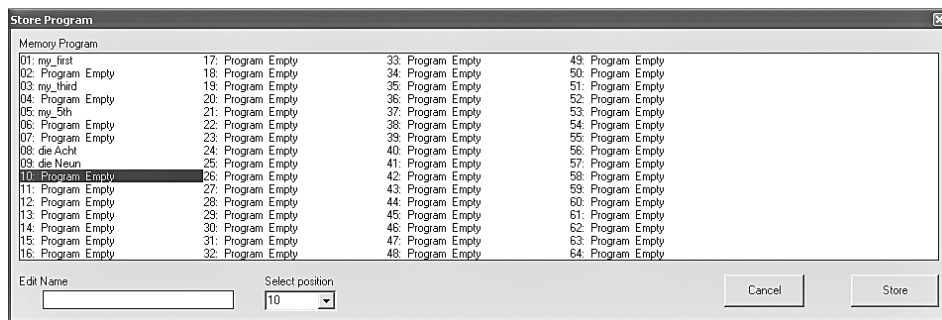 Store Program
Memory Program
01: my_first
02: Program Empty
03: my_third
04: Program Empty
05: my_5th
06: Program Empty
07: Program Empty
08: die Acht
09: die Neun
10: Program Empty
11: Program Empty
12: Program Empty
13: Program Empty
14: Program Empty
15: Program Empty
16: Program Empty
17: Program Empty
18: Program Empty
19: Program Empty
20: Program Empty
21: Program Empty
22: Program Empty
23: Program Empty
24: Program Empty
25: Program Empty
26: Program Empty
27: Program Empty
28: Program Empty
29: Program Empty
30: Program Empty
31: Program Empty
32: Program Empty
33: Program Empty
34: Program Empty
35: Program Empty
36: Program Empty
37: Program Empty
38: Program Empty
39: Program Empty
40: Program Empty
41: Program Empty
42: Program Empty
43: Program Empty
44: Program Empty
45: Program Empty
46: Program Empty
47: Program Empty
48: Program Empty
49: Program Empty
50: Program Empty
51: Program Empty
52: Program Empty
53: Program Empty
54: Program Empty
55: Program Empty
56: Program Empty
57: Program Empty
58: Program Empty
59: Program Empty
60: Program Empty
61: Program Empty
62: Program Empty
63: Program Empty
64: Program Empty
Edit Name
Select position
10
Cancel
Store